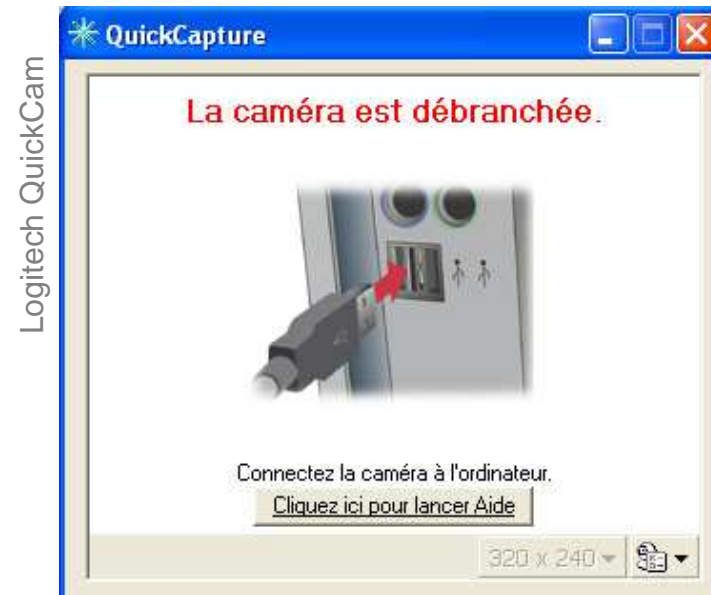 QuickCapture
Logitech QuickCam
La caméra est débranchée.
Connectez la caméra à l'ordinateur.
Cliquez ici pour lancer Aide
320 x 240